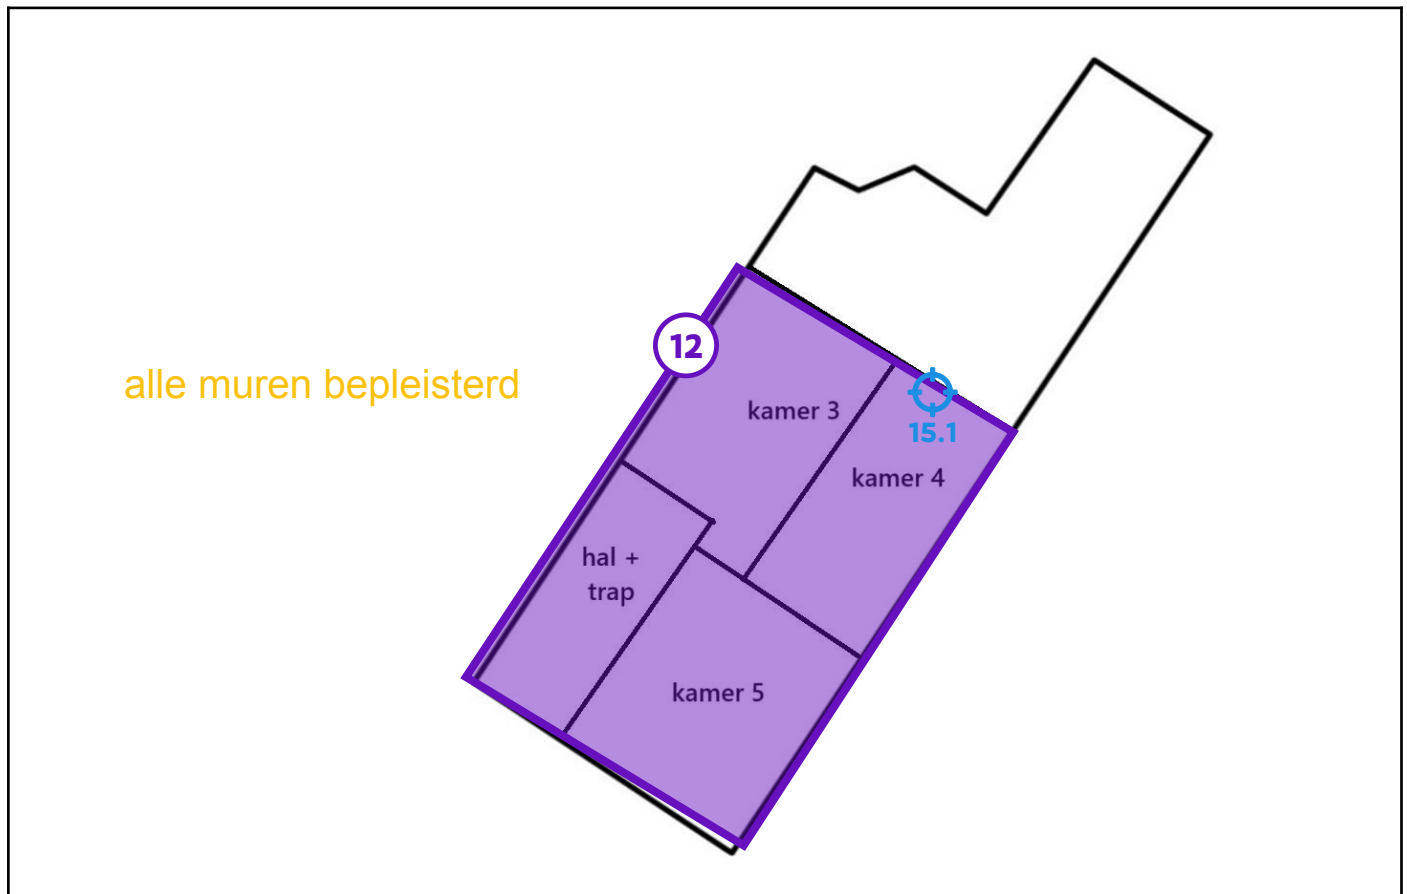 12
alle muren bepleisterd
kamer 3
15.1
kamer 4
hal +
trap
kamer 5